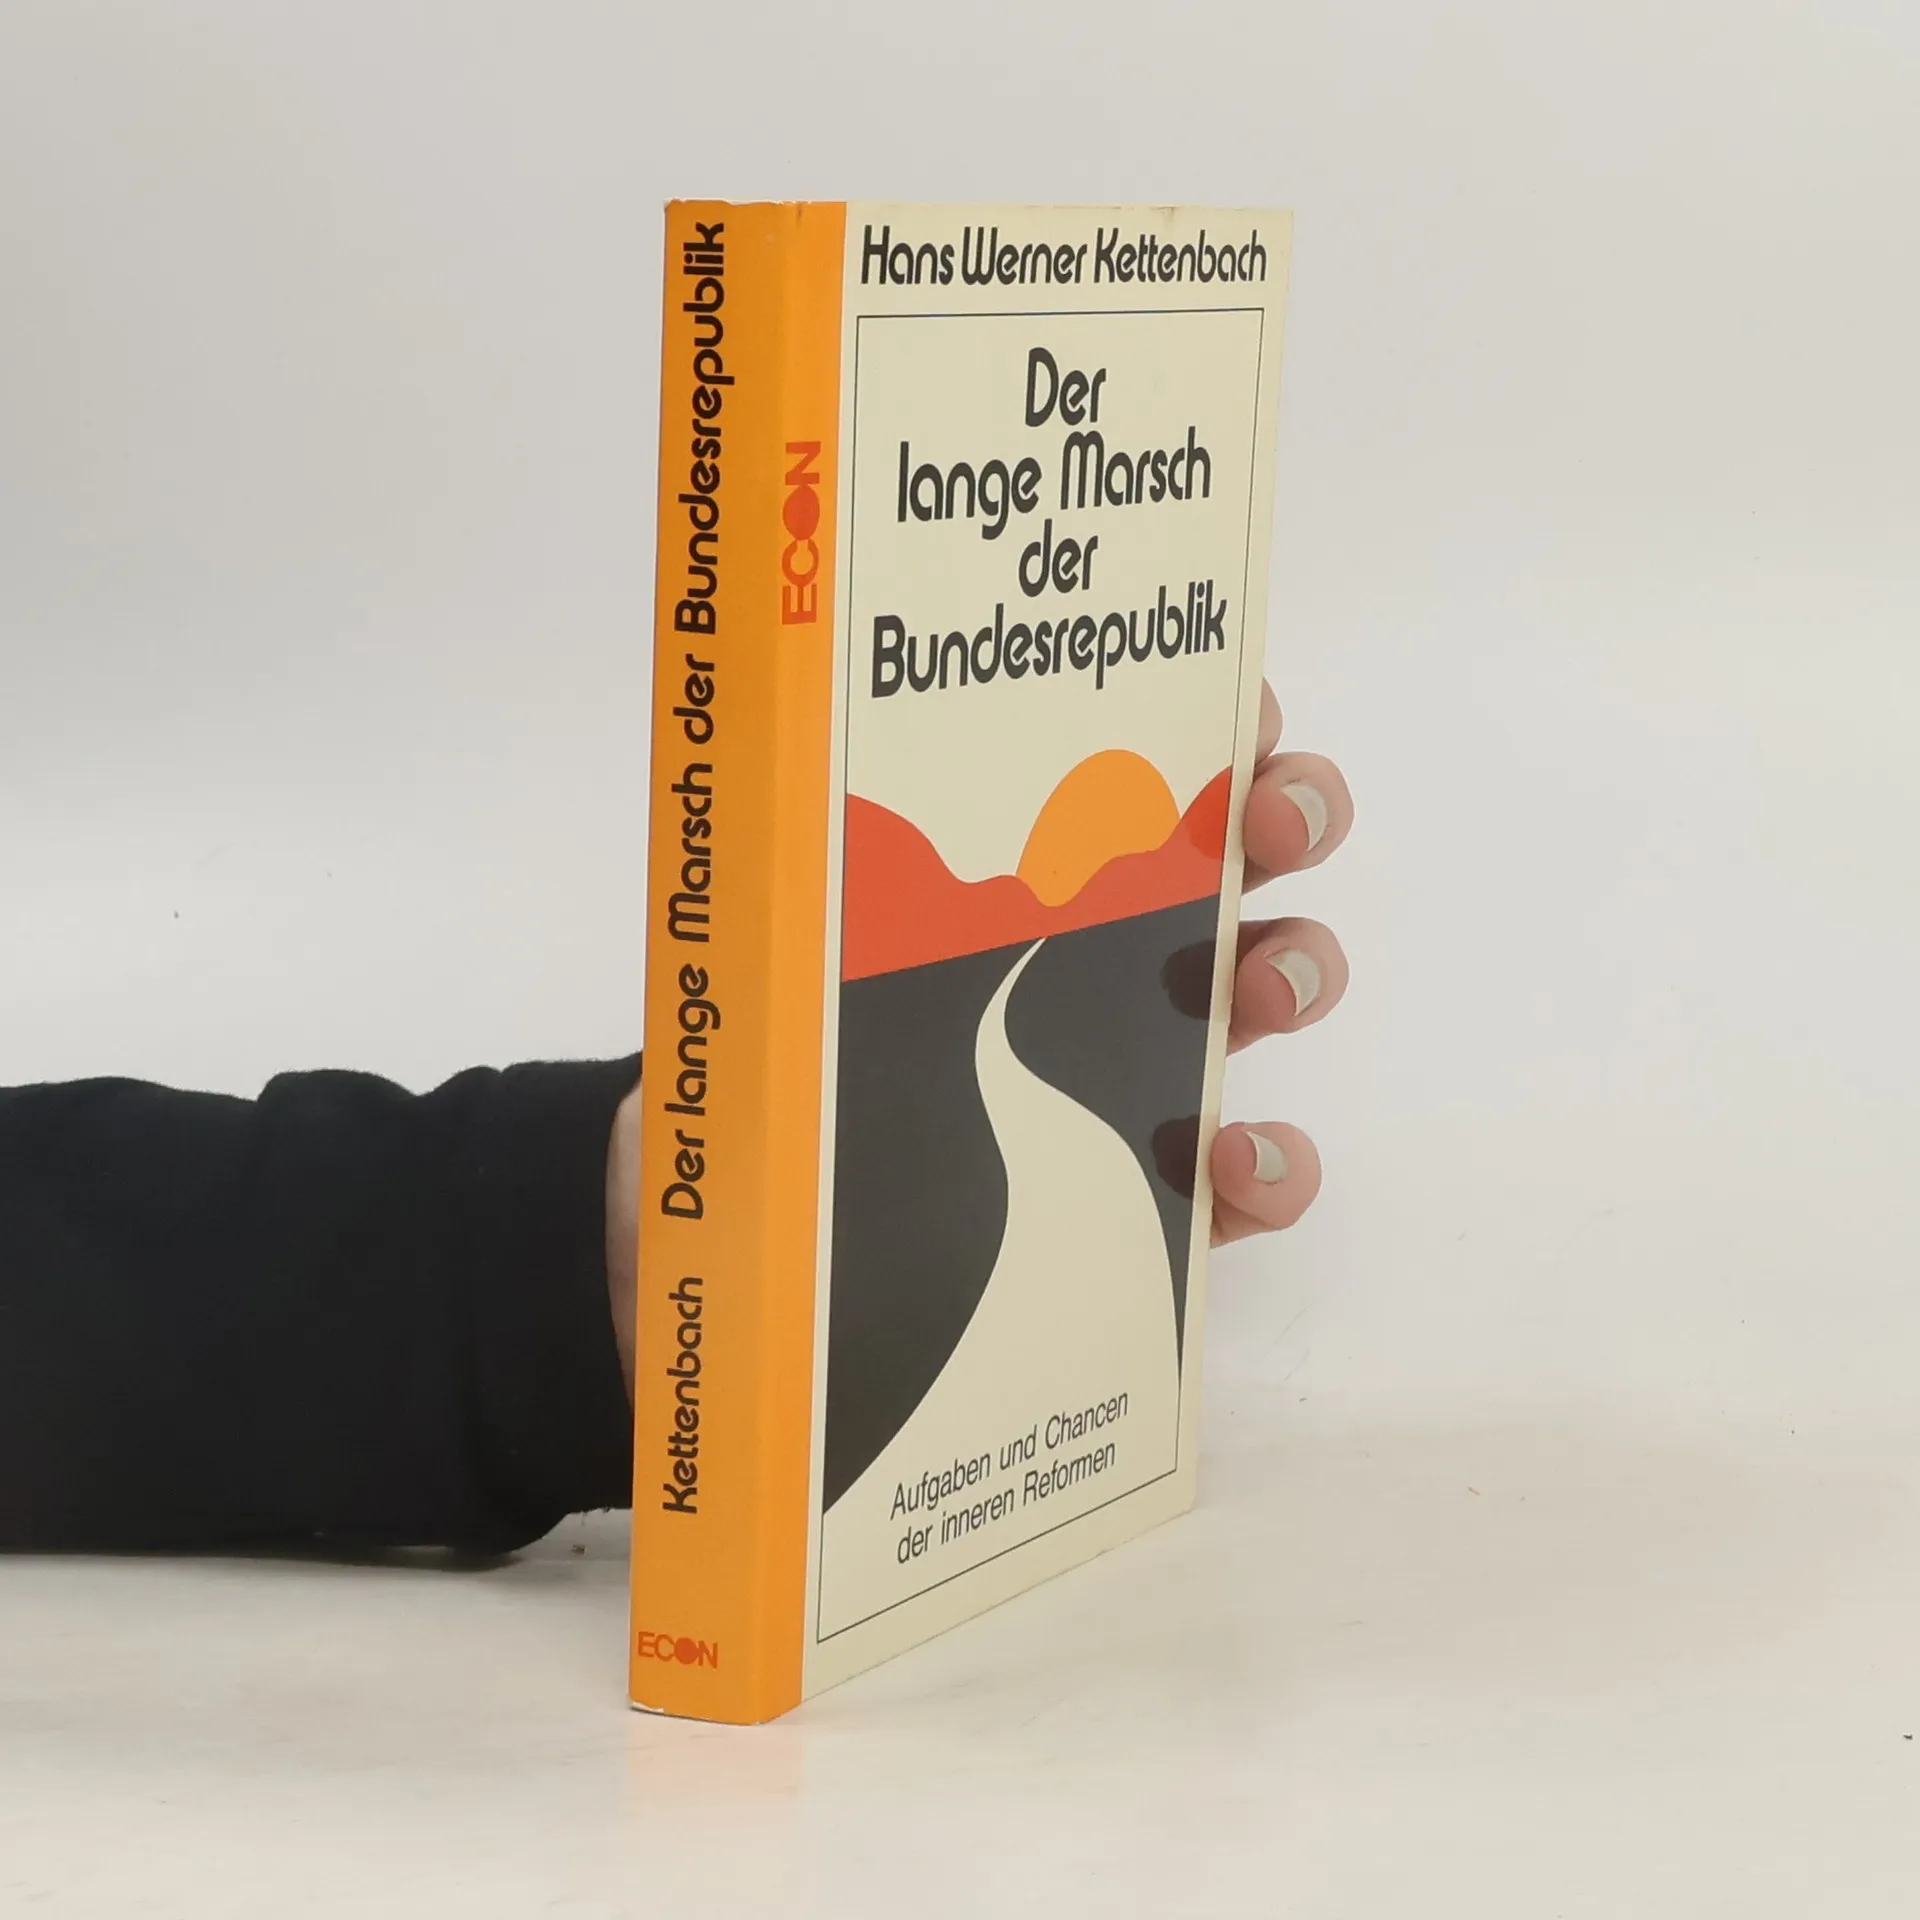 Kettenbach Der lange Marsch der Bundesrepublik
ECON
ECON
Hans Werner Kettenbach
Der
lange Marsch
der
Bundesrepublik
Aufgaben und Chancen
der inneren Reformen